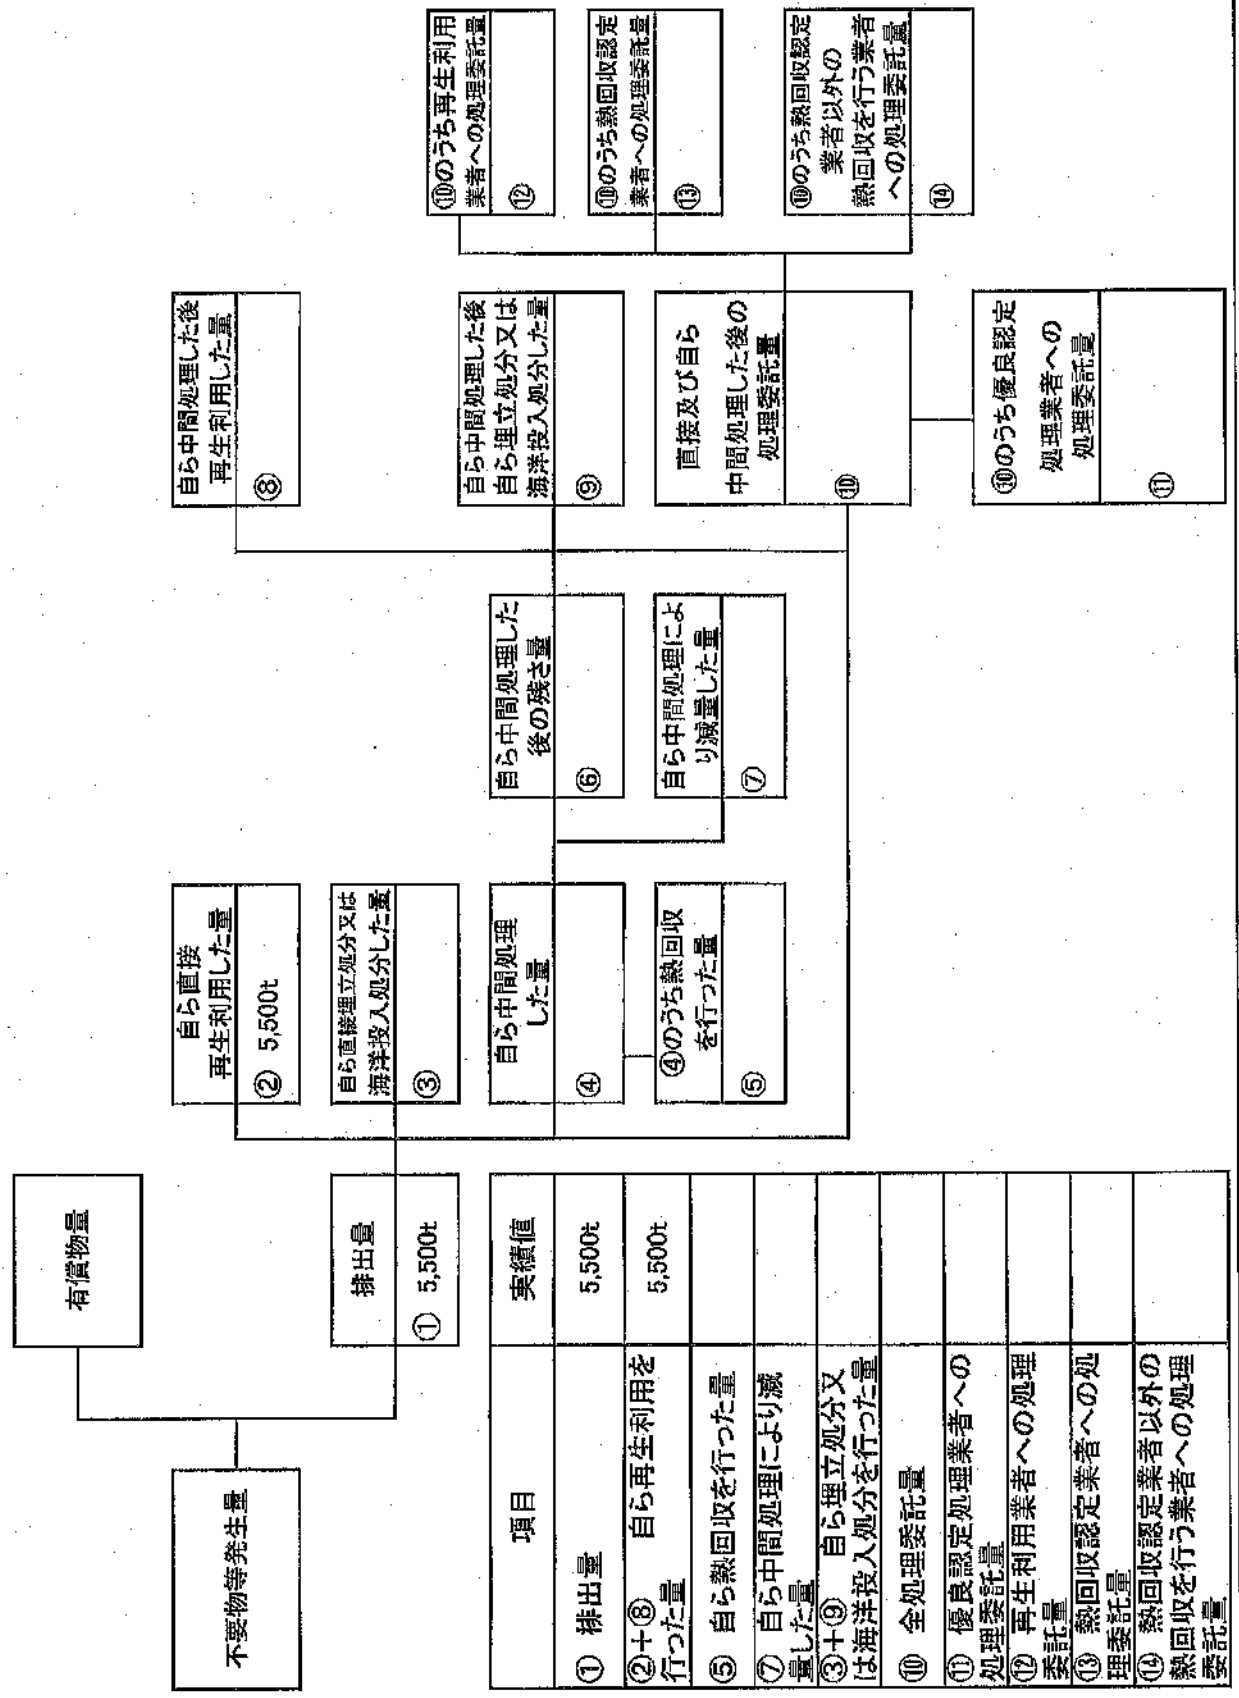 不要物等発生量
有償物量
排出量
① 5,500t
自ら直接
再生利用した量
② 5,500t
自ら直接埋立処分又は
海洋投入処分した量
③
自ら中間処理
した量
④
④のうち熱回収
を行った量
⑤
自ら中間処理した
後の残さ量
⑥
自ら中間処理によ
り減量した量
⑦
自ら中間処理した後
再生利用した量
⑧
自ら中間処理した後
自ら埋立処分又は
海洋投入処分した量
⑨
直接及び自ら
中間処理した後の
処理委託量
⑩
⑩のうち優良認定
処理業者への
処理委託量
⑪
⑩のうち再生利用
業者への処理委託量
⑫
⑩のうち熱回収認定
業者への処理委託量
⑬
⑩のうち熱回収認定
業者以外の
熱回収を行う業者
への処理委託量
⑭
項目 実績値
① 排出量 5,500t
②+⑧ 自ら再生利用を
行った量 5,500t
⑤ 自ら熱回収を行った量
⑦ 自ら中間処理により減
量した量
③+⑨ 自ら埋立処分又
は海洋投入処分を行った量
⑩ 全処理委託量
⑪ 優良認定処理業者への
処理委託量
⑫ 再生利用業者への処理
委託量
⑬ 熱回収認定業者への処
理委託量
⑭ 熱回収認定業者以外の
熱回収を行う業者への処理
委託量